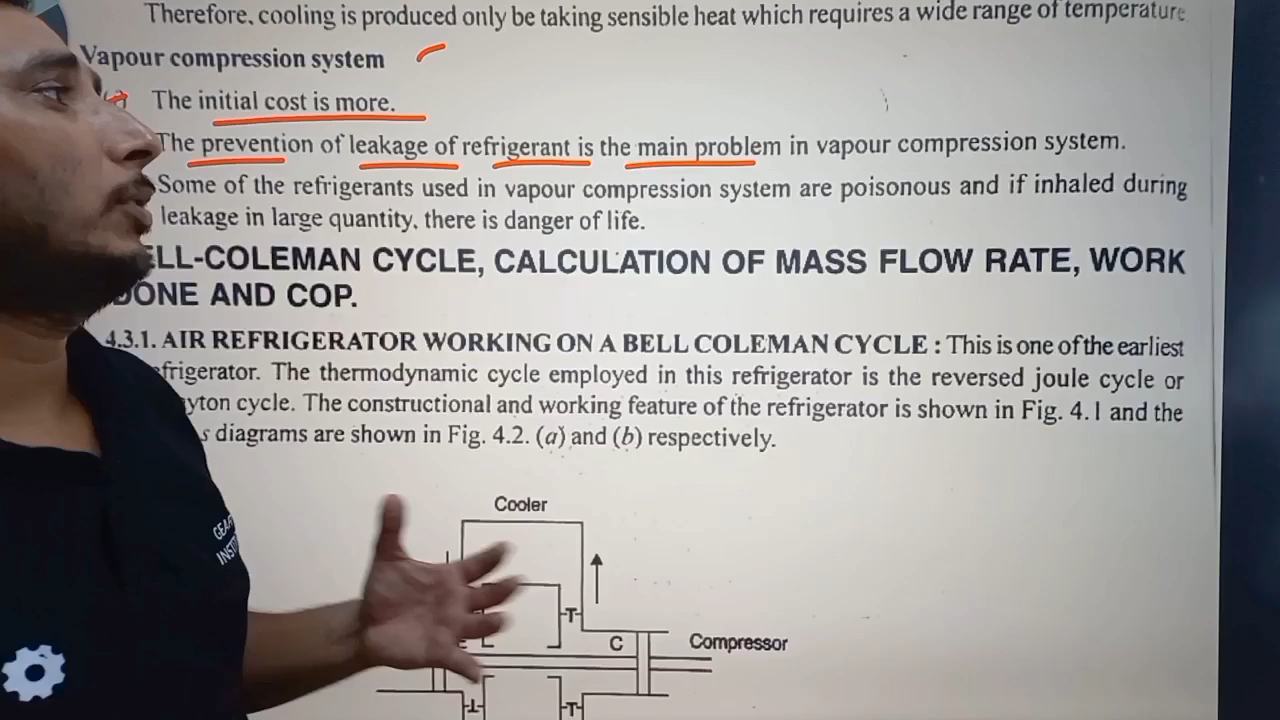 Therefore, cooling is produced only be taking sensible heat which requires a wide range of temperature
Vapour compression system
The initial cost is more.
The prevention of leakage of refrigerant is the main problem in vapour compression system.
Some of the refrigerants used in vapour compression system are poisonous and if inhaled during
leakage in large quantity, there is danger of life.
ELL-COLEMAN CYCLE, CALCULATION OF MASS FLOW RATE, WORK
DONE AND COP.
4.3.1. AIR REFRIGERATOR WORKING ON A BELL COLEMAN CYCLE : This is one of the earliest
efrigerator. The thermodynamic cycle employed in this refrigerator is the reversed joule cycle or
yton cycle. The constructional and working feature of the refrigerator is shown in Fig. 4.1 and the
s diagrams are shown in Fig. 4.2. (a) and (b) respectively.
Cooler
E
C
Compressor
GEA
INSTI